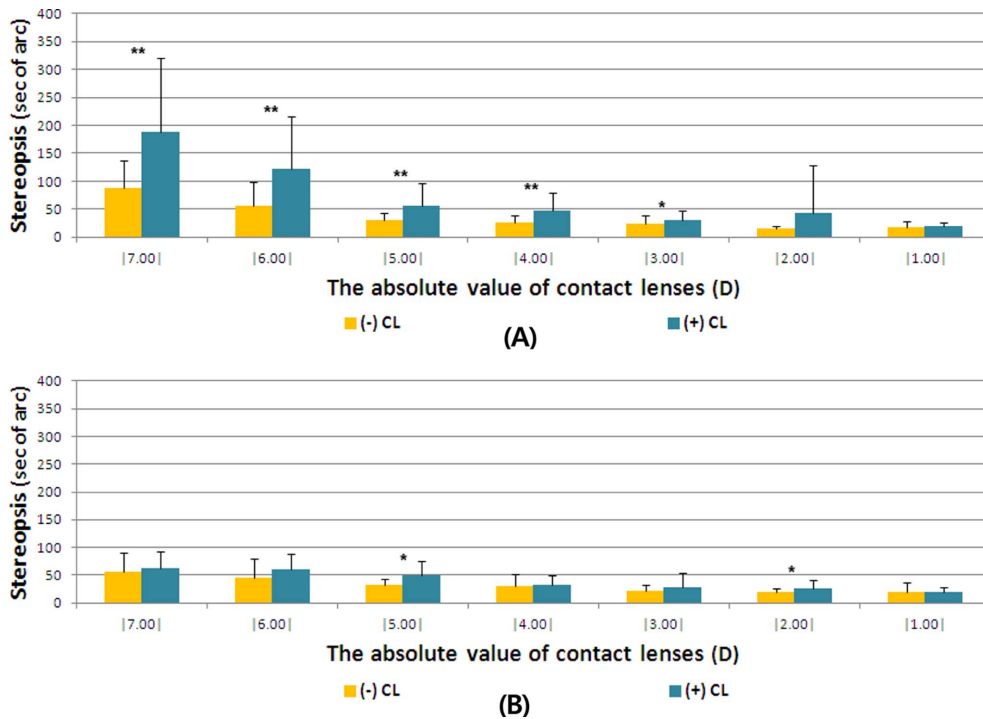 400
350
300
250
200
150
100
50
0
Stereopsis (sec of arc)
** ** ** ** *
|7.00| |6.00| |5.00| |4.00| |3.00| |2.00| |1.00|
The absolute value of contact lenses (D)
(-) CL (+) CL
(A)
400
350
300
250
200
150
100
50
0
Stereopsis (sec of arc)
* *
|7.00| |6.00| |5.00| |4.00| |3.00| |2.00| |1.00|
The absolute value of contact lenses (D)
(-) CL (+) CL
(B)